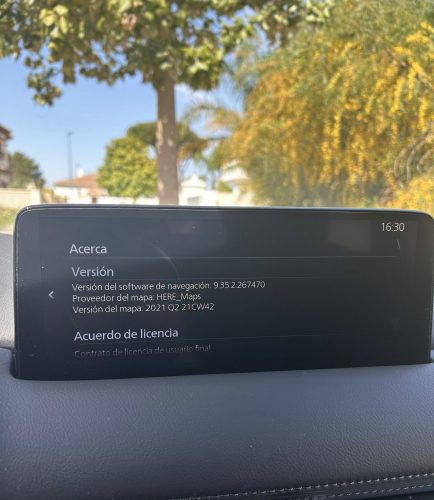 16:30
Acerca
Versión
Versión del software de navegación: 9.35.2.267470
Proveedor del mapa: HERE_Maps
Versión del mapa: 2021 Q2 21CW42
Acuerdo de licencia
Contrato de licencia de usuario final